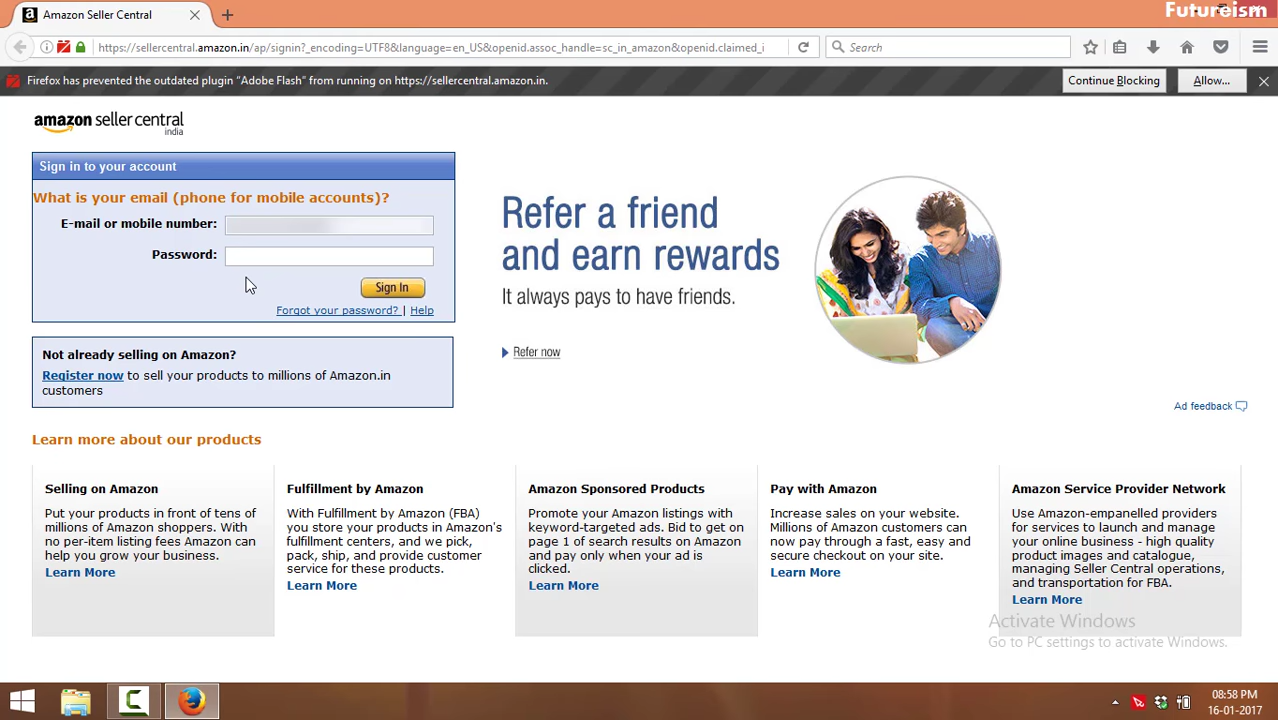 Amazon Seller Central
Futureism
https://sellercentral.amazon.in/ap/signin?_encoding=UTF8&language=en_US&openid.assoc_handle=sc_in_amazon&openid.claimed_i
Search
Firefox has prevented the outdated plugin "Adobe Flash" from running on https://sellercentral.amazon.in.
Continue Blocking
Allow...
amazon seller central
india
Sign in to your account
What is your email (phone for mobile accounts)?
E-mail or mobile number:
Password:
Sign In
Forgot your password? | Help
Not already selling on Amazon?
Register now to sell your products to millions of Amazon.in
customers
Refer a friend
and earn rewards
It always pays to have friends.
Refer now
Ad feedback
Learn more about our products
Selling on Amazon
Put your products in front of tens of
millions of Amazon shoppers. With
no per-item listing fees Amazon can
help you grow your business.
Learn More
Fulfillment by Amazon
With Fulfillment by Amazon (FBA)
you store your products in Amazon's
fulfillment centers, and we pick,
pack, ship, and provide customer
service for these products.
Learn More
Amazon Sponsored Products
Promote your Amazon listings with
keyword-targeted ads. Bid to get on
page 1 of search results on Amazon
and pay only when your ad is
clicked.
Learn More
Pay with Amazon
Increase sales on your website.
Millions of Amazon customers can
now pay through a fast, easy and
secure checkout on your site.
Learn More
Amazon Service Provider Network
Use Amazon-empanelled providers
for services to launch and manage
your online business - high quality
product images and catalogue,
managing Seller Central operations,
and transportation for FBA.
Learn More
Activate Windows
Go to PC settings to activate Windows.
08:58 PM
16-01-2017